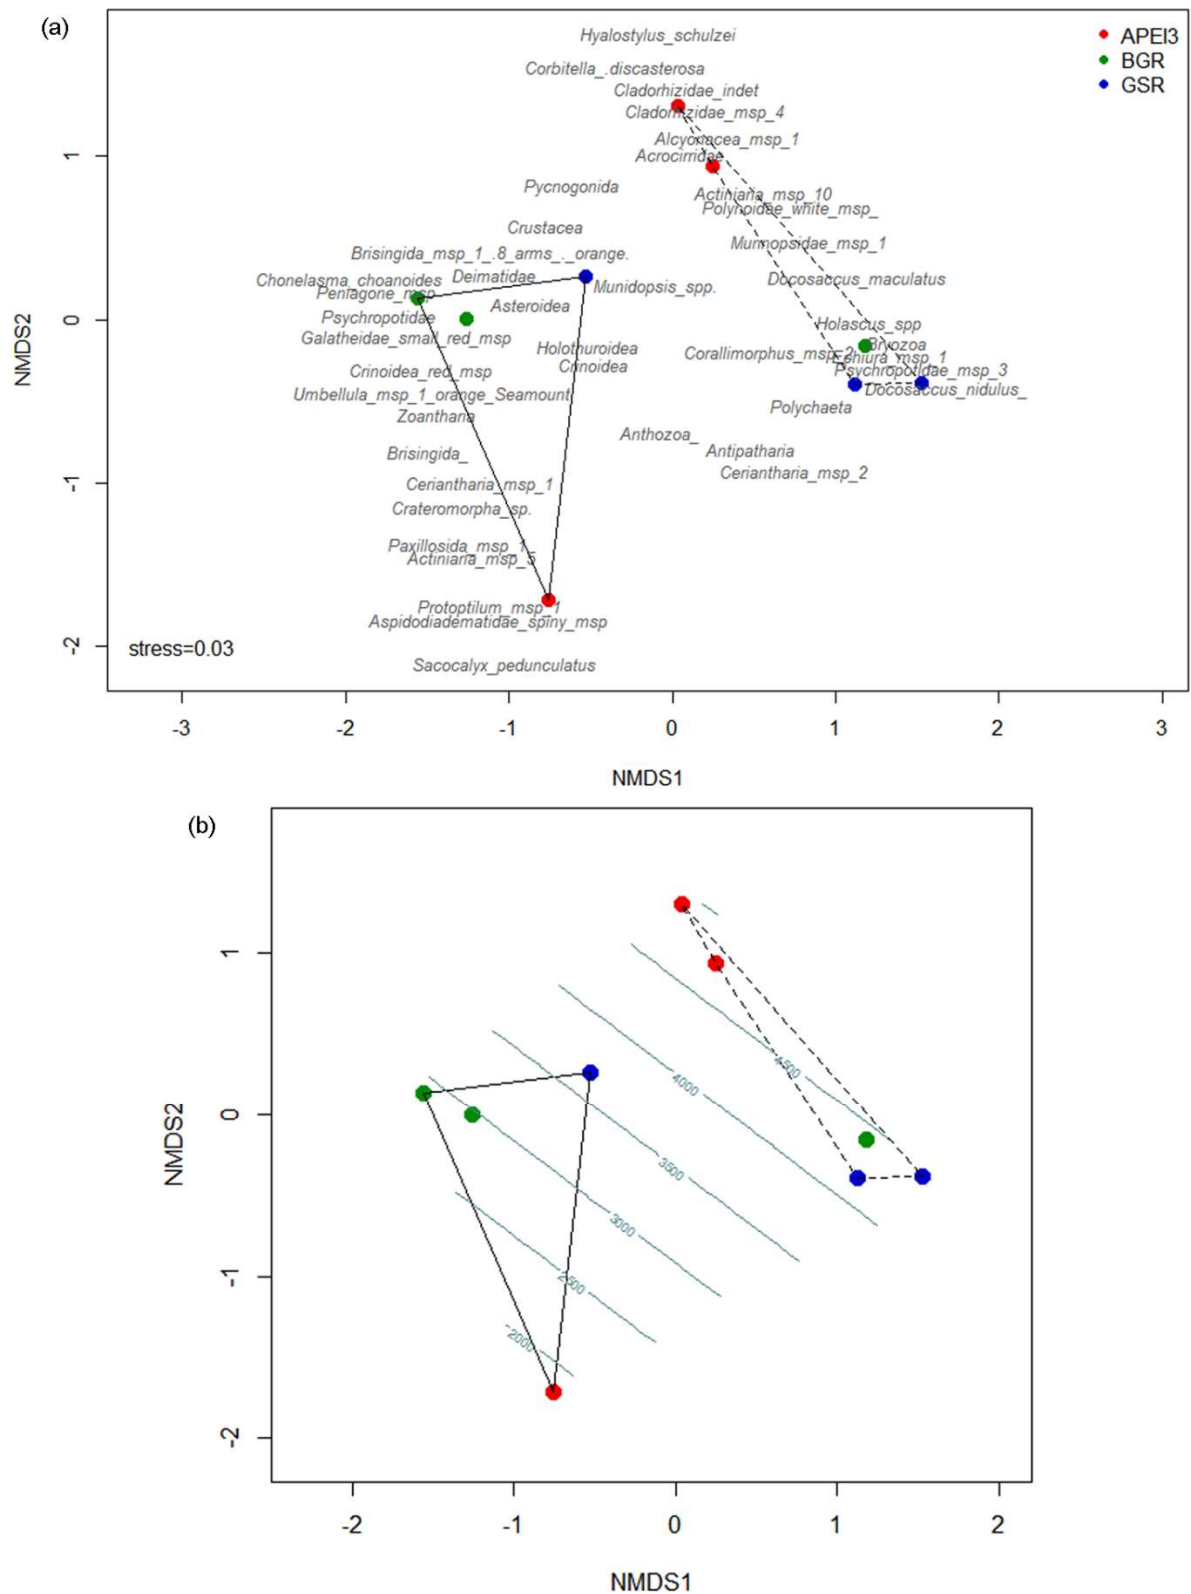 (a)
Hyalostylus_schulzei
APEI3
BGR
GSR
Corbitella_.discasterosa
Cladorhizidae_indet
Cladorhizidae_msp_4
Alcyonacea_msp_1
Acrocirridae
Pycnogonida
Actiniaria_msp_10
Polynoidae_white_msp_
Crustacea
Munnopsidae_msp_1
Brisingida_msp_1_.8_arms_._orange.
Chonelasma_choanoides
Deimatidae
Docosaccus_maculatus
Munidopsis_spp.
Peniagone_msp
Asteroidea
Psychropotidae
Holascus_spp
Galatheidae_small_red_msp
Bryozoa
Holothuroidea
Corallimorphus_msp_2
Echiura_msp_1
Crinoidea
Crinoidea_red_msp
Psychropotidae_msp_3
Umbellula_msp_1_orange_Seamount
Docosaccus_nidulus_
Polychaeta
Zoantharia
Anthozoa_
Brisingida_
Antipatharia
Ceriantharia_msp_2
Ceriantharia_msp_1
Crateromorpha_sp.
Paxillosida_msp_1_
Actiniaria_msp_5
Protoptilum_msp_1
Aspidodiadematidae_spiny_msp
Sacocalyx_pedunculatus
stress=0.03
NMDS2
1
0
-1
-2
-3 -2 -1 0 1 2 3
NMDS1
(b)
NMDS2
1
0
-1
-2
4500
4000
3500
3000
2500
2000
-2 -1 0 1 2
NMDS1